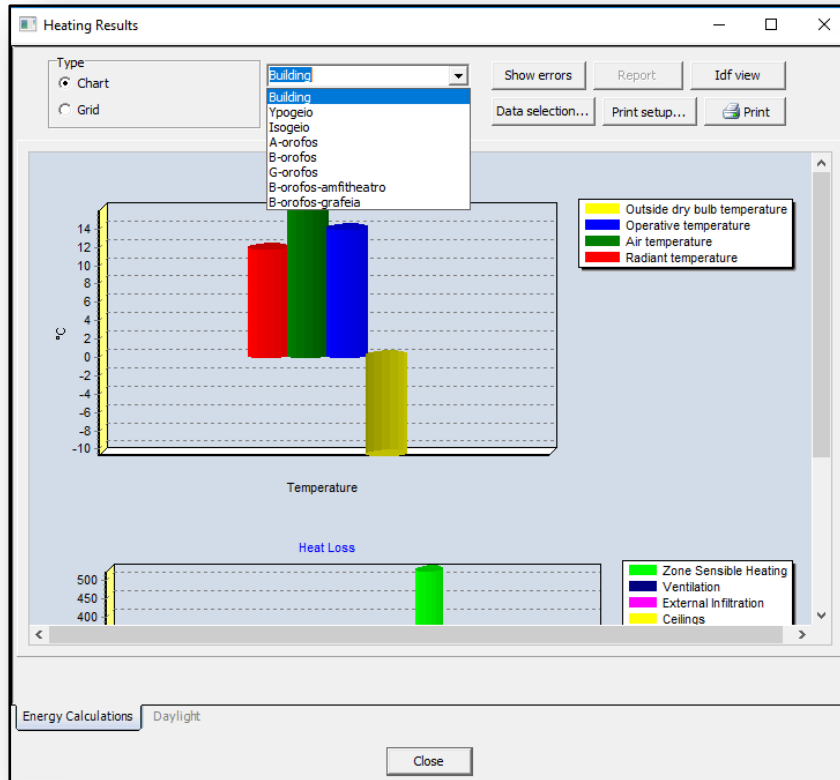 Heating Results
Type
Chart
Grid
Building
Building
Ypogeio
Isogeio
A-orofos
B-orofos
G-orofos
B-orofos-amfitheatro
B-orofos-grafeia
Show errors
Report
Idf view
Data selection...
Print setup...
Print
14
12
10
8
6
4
2
0
-2
-4
-6
-8
-10
°C
Temperature
Outside dry bulb temperature
Operative temperature
Air temperature
Radiant temperature
Heat Loss
500
450
400
Zone Sensible Heating
Ventilation
External Infiltration
Ceilings
Energy Calculations
Daylight
Close